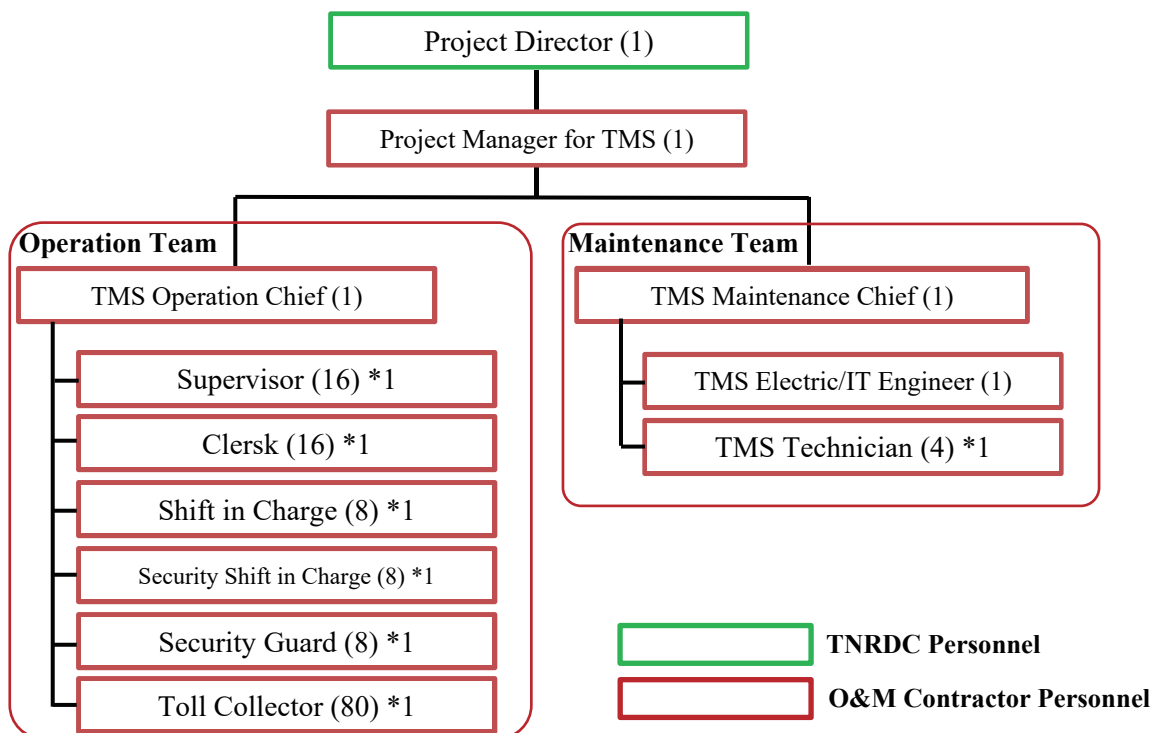 Project Director (1)
Project Manager for TMS (1)
Operation Team
TMS Operation Chief (1)
Supervisor (16) *1
Clersk (16) *1
Shift in Charge (8) *1
Security Shift in Charge (8) *1
Security Guard (8) *1
Toll Collector (80) *1
Maintenance Team
TMS Maintenance Chief (1)
TMS Electric/IT Engineer (1)
TMS Technician (4) *1
TNRDC Personnel
O&M Contractor Personnel